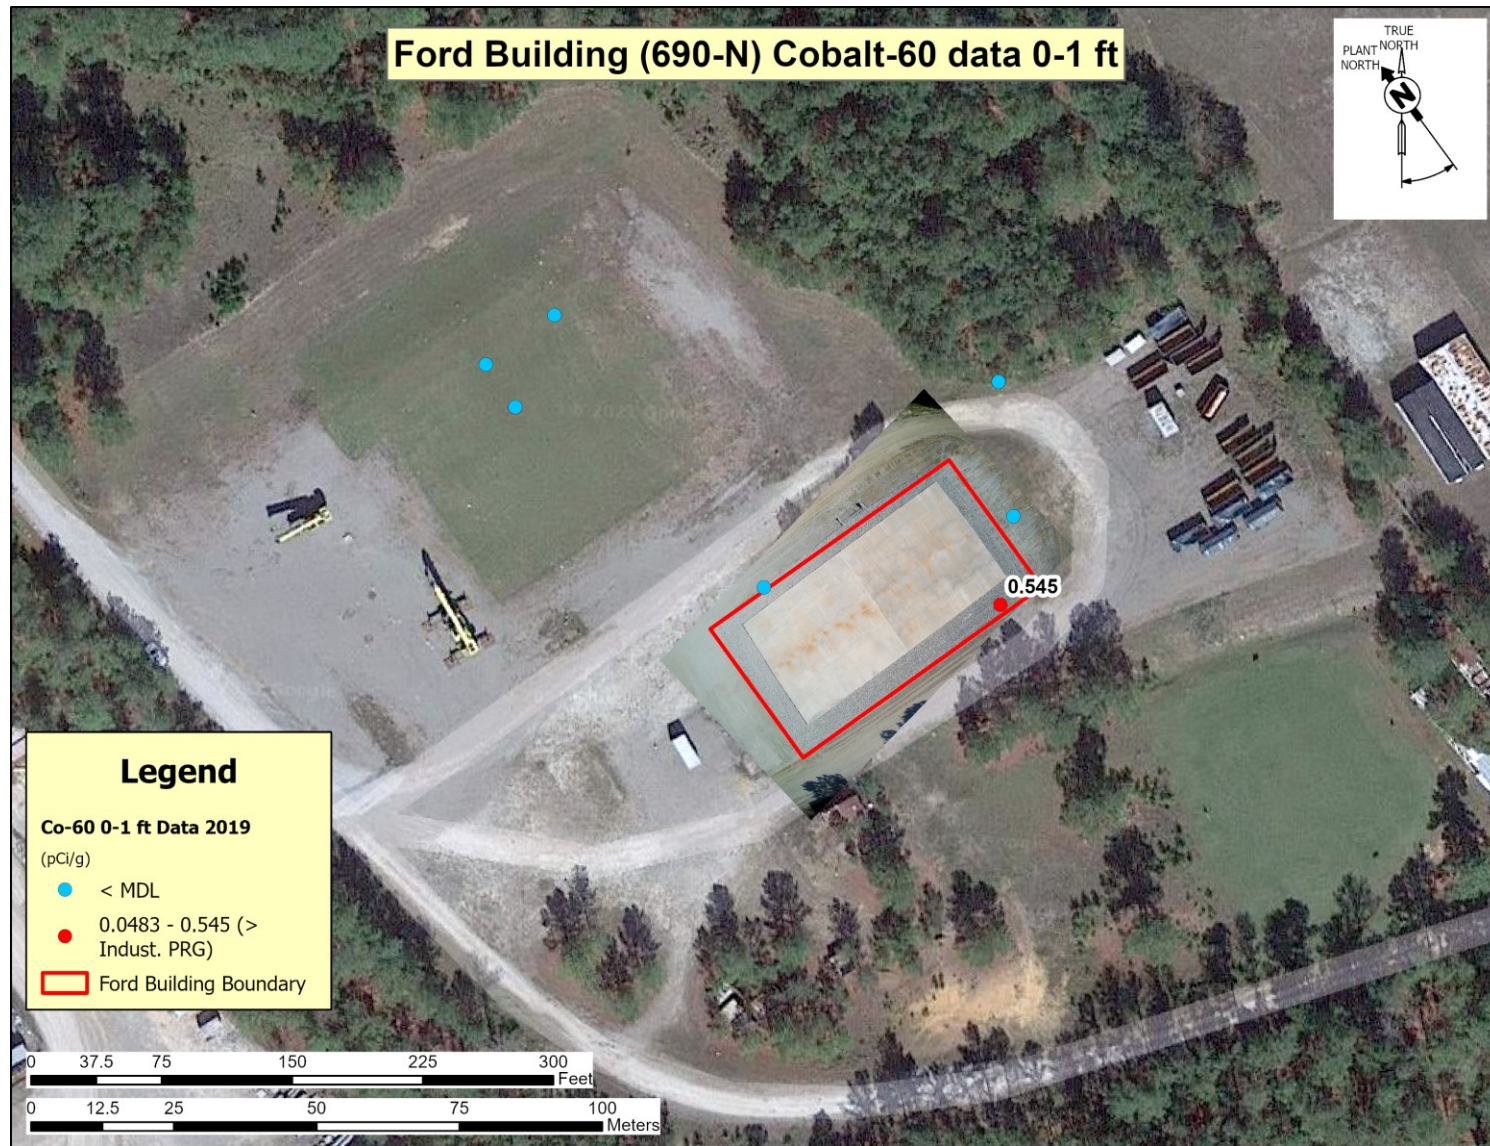 Ford Building (690-N) Cobalt-60 data 0-1 ft
TRUE
NORTH
PLANT
NORTH
N
0.545
Legend
Co-60 0-1 ft Data 2019
(pCi/g)
< MDL
0.0483 - 0.545 (>
Indust. PRG)
Ford Building Boundary
0 37.5 75 150 225 300
Feet
0 12.5 25 50 75 100
Meters